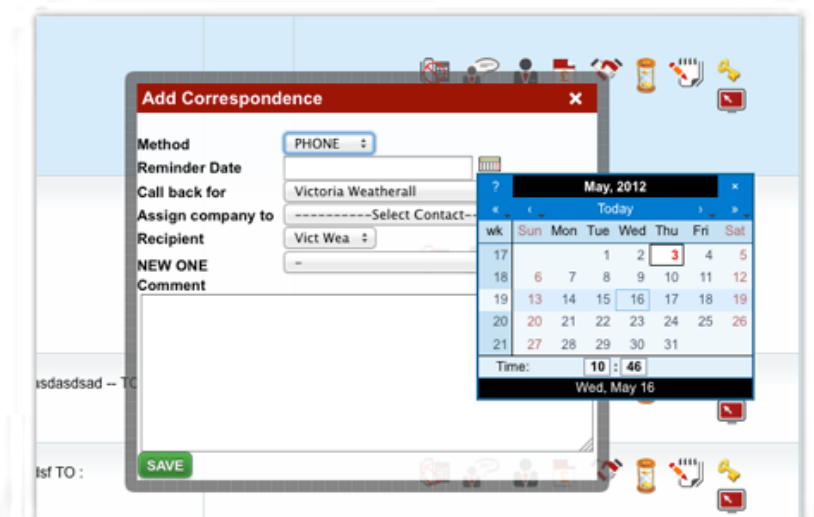 Add Correspondence ×
Method PHONE
Reminder Date
Call back for Victoria Weatherall
Assign company to ----------Select Contact--
Recipient Vict Wea
NEW ONE –
Comment
? May, 2012 ×
« ‹ Today › »
wk Sun Mon Tue Wed Thu Fri Sat
17 1 2 3 4 5
18 6 7 8 9 10 11 12
19 13 14 15 16 17 18 19
20 20 21 22 23 24 25 26
21 27 28 29 30 31
Time: 10 : 46
Wed, May 16
asdasdsad -- TO
SAVE
dsf TO :